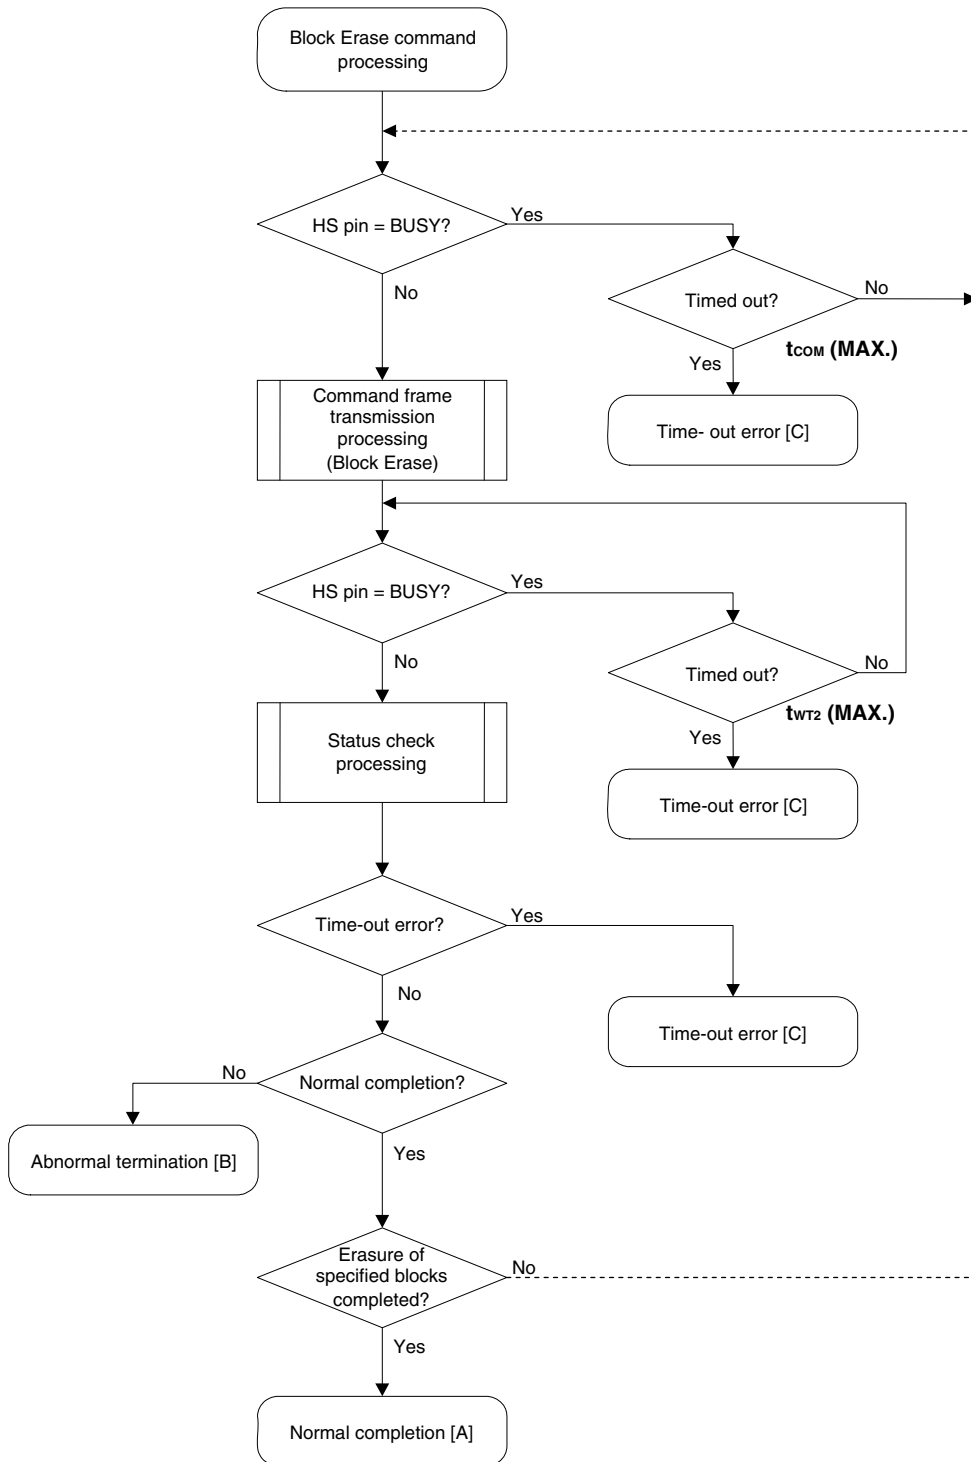 Block Erase command
processing
HS pin = BUSY?
Yes
No
Timed out?
No
tCOM (MAX.)
Yes
Time- out error [C]
Command frame
transmission
processing
(Block Erase)
HS pin = BUSY?
Yes
No
Timed out?
No
tWT2 (MAX.)
Yes
Time-out error [C]
Status check
processing
Time-out error?
Yes
No
Time-out error [C]
Normal completion?
No
Abnormal termination [B]
Yes
Erasure of
specified blocks
completed?
No
Yes
Normal completion [A]